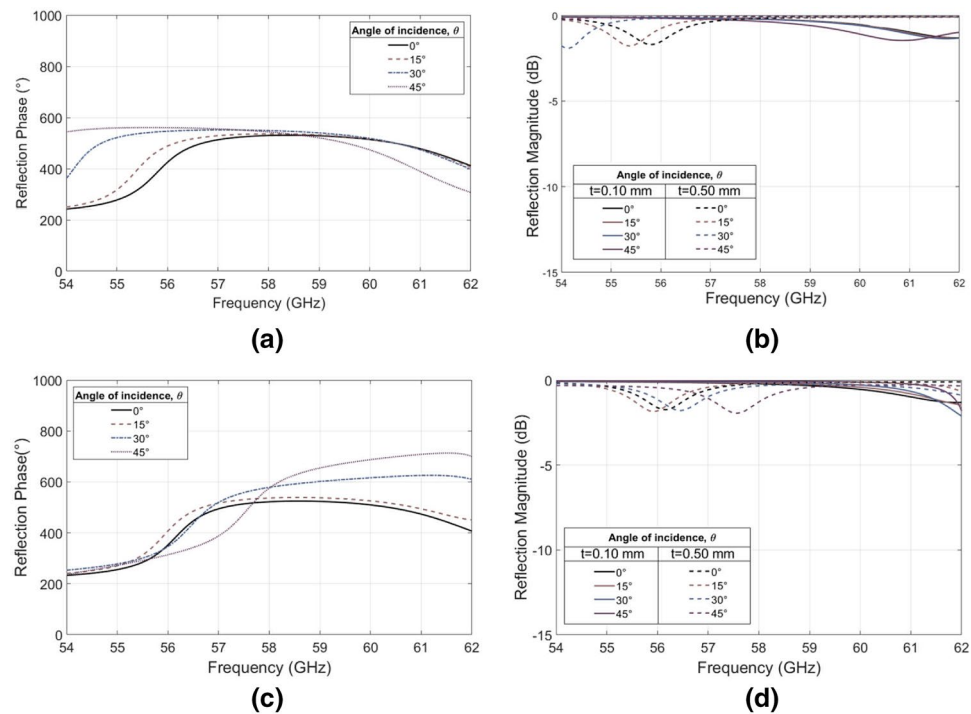 1000
800
600
400
200
0
Reflection Phase (°)
Angle of incidence, θ
0°
15°
30°
45°
54 55 56 57 58 59 60 61 62
Frequency (GHz)
(a)
0
-5
-10
-15
Reflection Magnitude (dB)
Angle of incidence, θ
t=0.10 mm t=0.50 mm
0° 0°
15° 15°
30° 30°
45° 45°
54 55 56 57 58 59 60 61 62
Frequency (GHz)
(b)
1000
800
600
400
200
0
Reflection Phase(°)
Angle of incidence, θ
0°
15°
30°
45°
54 55 56 57 58 59 60 61 62
Frequency (GHz)
(c)
0
-5
-10
-15
Reflection Magnitude (dB)
Angle of incidence, θ
t=0.10 mm t=0.50 mm
0° 0°
15° 15°
30° 30°
45° 45°
54 55 56 57 58 59 60 61 62
Frequency (GHz)
(d)